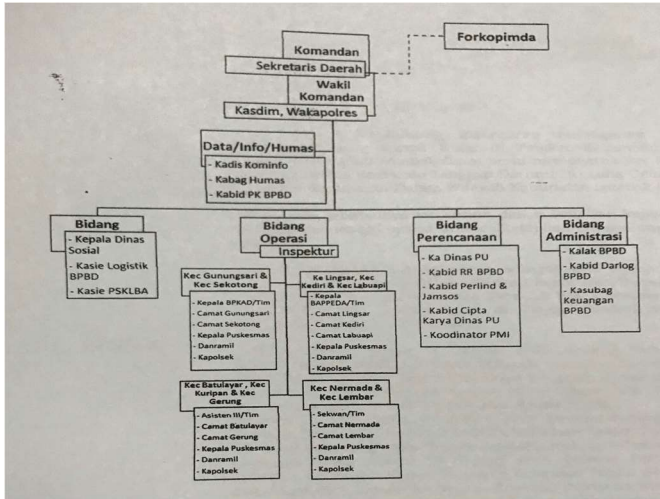 Forkopimda
Komandan
Sekretaris Daerah
Wakil
Komandan
Kasdim, Wakapolres
Data/Info/Humas
- Kadis Kominfo
- Kabag Humas
- Kabid PK BPBD
Bidang
- Kepala Dinas
Sosial
- Kasie Logistik
BPBD
- Kasie PSKLBA
Bidang
Operasi
Inspektur
Kec Gunungsari &
Kec Sekotong
- Kepala BPKAD/Tim
- Camat Gunungsari
- Camat Sekotong
- Kepala Puskesmas
- Danramil
- Kapolsek
Ke Lingsar, Kec
Kediri & Kec Labuapi
- Kepala
BAPPEDA/Tim
- Camat Lingsar
- Camat Kediri
- Camat Labuapi
- Kepala Puskesmas
- Danramil
- Kapolsek
Kec Batulayar , Kec
Kuripan & Kec
Gerung
- Asisten III/Tim
- Camat Batulayar
- Camat Gerung
- Kepala Puskesmas
- Danramil
- Kapolsek
Kec Nermada &
Kec Lembar
- Sekwan/Tim
- Camat Nermada
- Camat Lembar
- Kepala Puskesmas
- Danramil
- Kapolsek
Bidang
Perencanaan
- Ka Dinas PU
- Kabid RR BPBD
- Kabid Perlind &
Jamsos
- Kabid Cipta
Karya Dinas PU
- Koodinator PMI
Bidang
Administrasi
- Kalak BPBD
- Kabid Darlog
BPBD
- Kasubag
Keuangan
BPBD